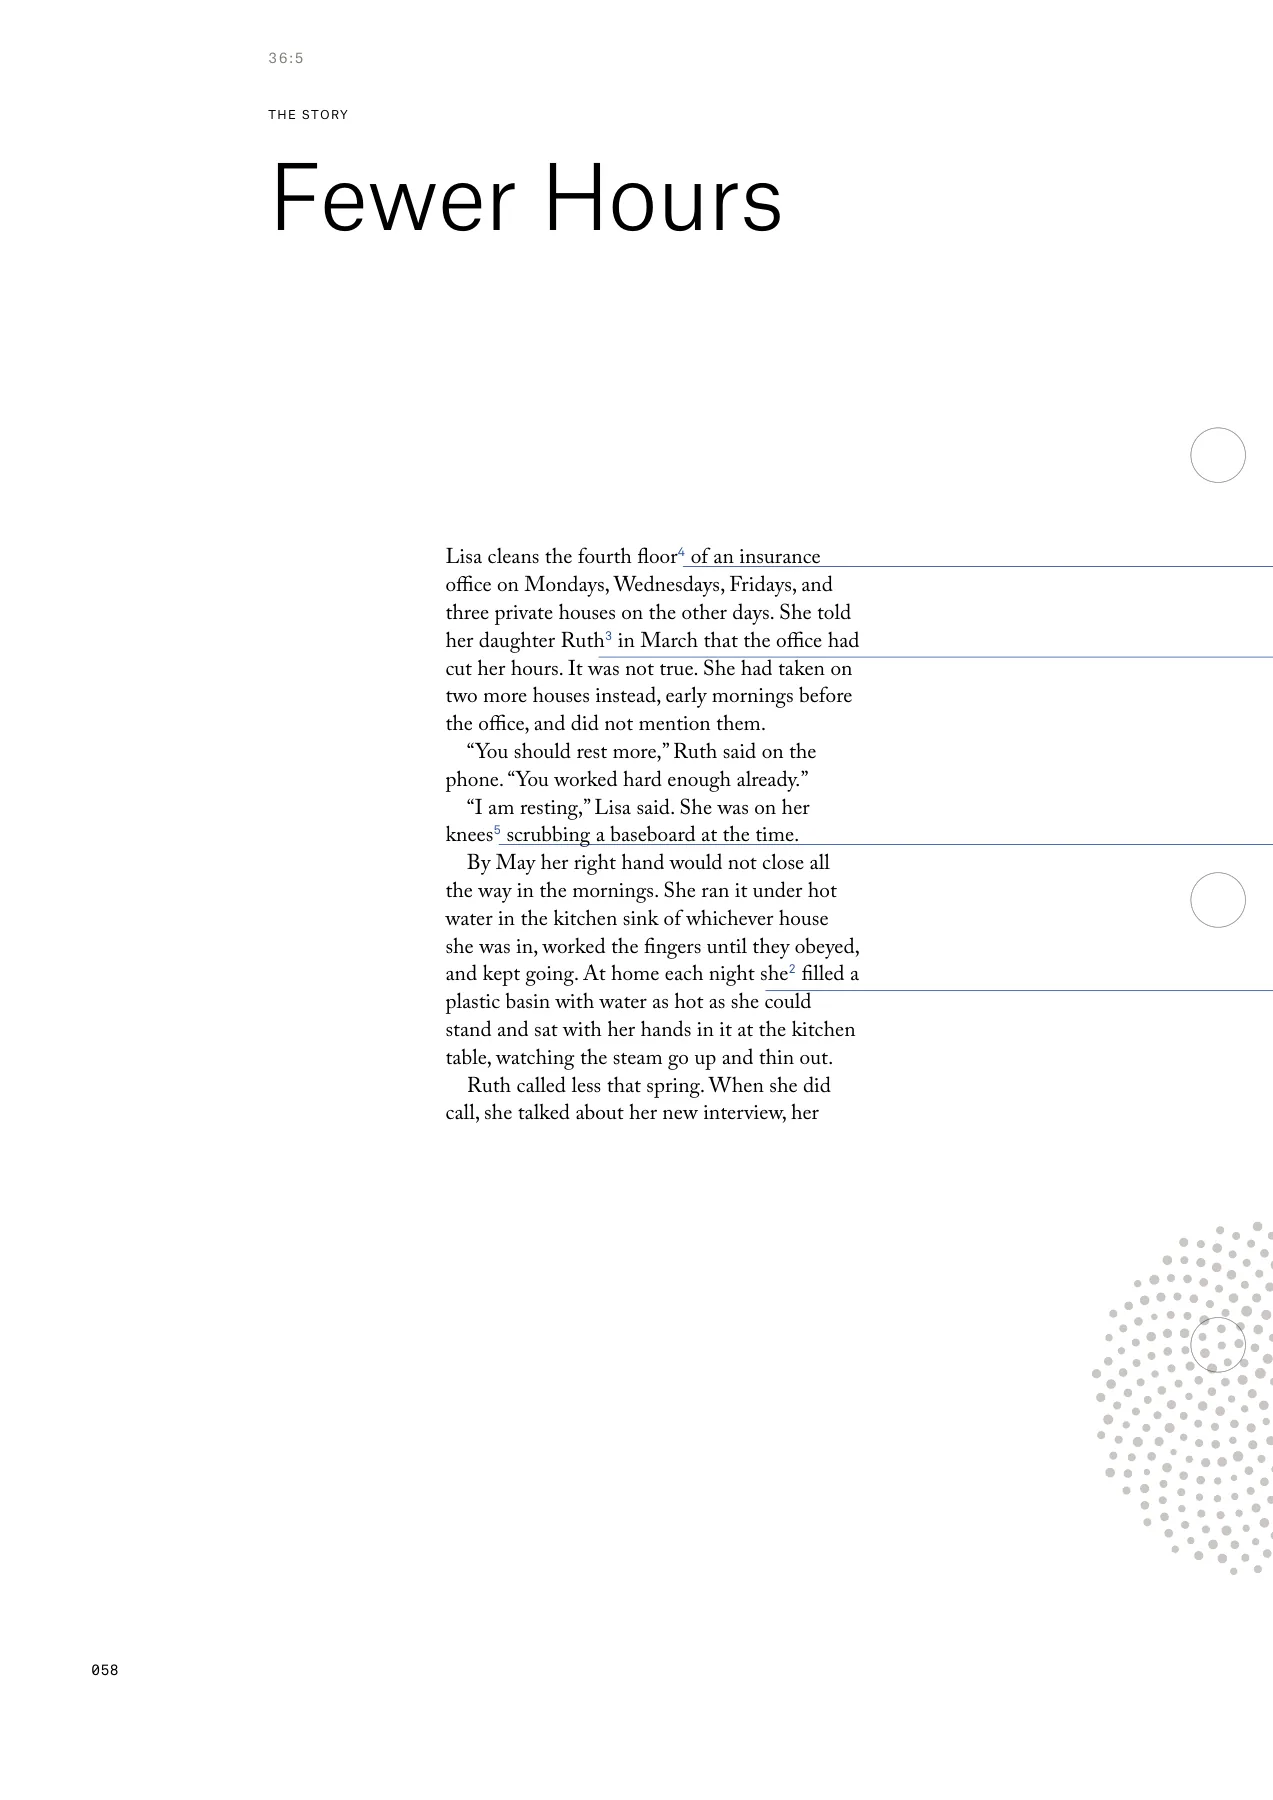 36:5
THE STORY
Fewer Hours
Lisa cleans the fourth floor4 of an insurance
office on Mondays, Wednesdays, Fridays, and
three private houses on the other days. She told
her daughter Ruth3 in March that the office had
cut her hours. It was not true. She had taken on
two more houses instead, early mornings before
the office, and did not mention them.
“You should rest more,” Ruth said on the
phone. “You worked hard enough already.”
“I am resting,” Lisa said. She was on her
knees5 scrubbing a baseboard at the time.
By May her right hand would not close all
the way in the mornings. She ran it under hot
water in the kitchen sink of whichever house
she was in, worked the fingers until they obeyed,
and kept going. At home each night she2 filled a
plastic basin with water as hot as she could
stand and sat with her hands in it at the kitchen
table, watching the steam go up and thin out.
Ruth called less that spring. When she did
call, she talked about her new interview, her
058